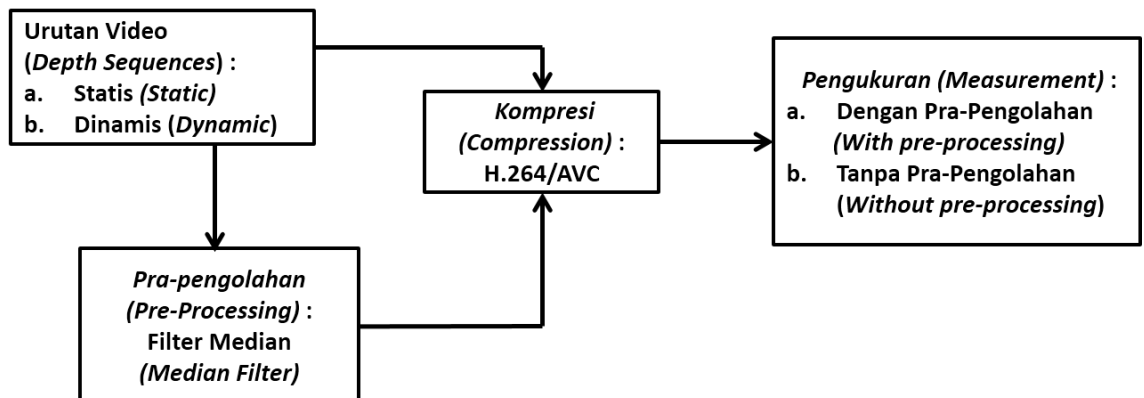 Urutan Video
(Depth Sequences) :
a. Statis (Static)
b. Dinamis (Dynamic)
Pra-pengolahan
(Pre-Processing) :
Filter Median
(Median Filter)
Kompresi
(Compression) :
H.264/AVC
Pengukuran (Measurement) :
a. Dengan Pra-Pengolahan
(With pre-processing)
b. Tanpa Pra-Pengolahan
(Without pre-processing)